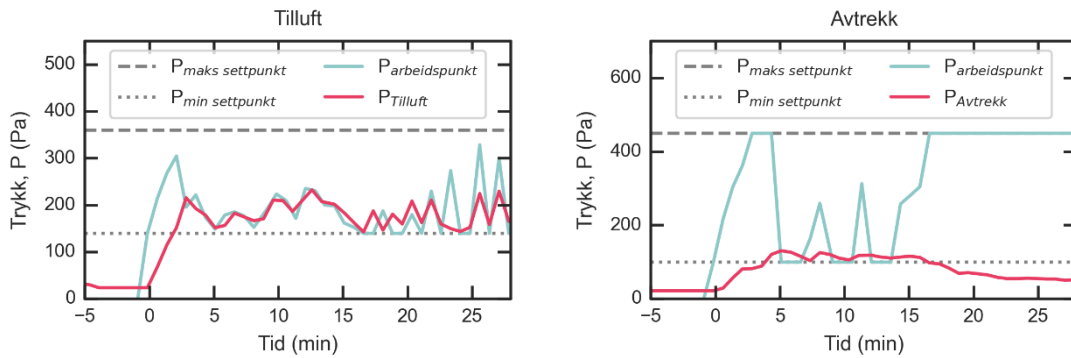 Tilluft
P_maks settpunkt P_arbeidspunkt
P_min settpunkt P_Tilluft
Trykk, P (Pa)
500
400
300
200
100
0
−5 0 5 10 15 20 25
Tid (min)
Avtrekk
P_maks settpunkt P_arbeidspunkt
P_min settpunkt P_Avtrekk
Trykk, P (Pa)
600
400
200
0
−5 0 5 10 15 20 25
Tid (min)